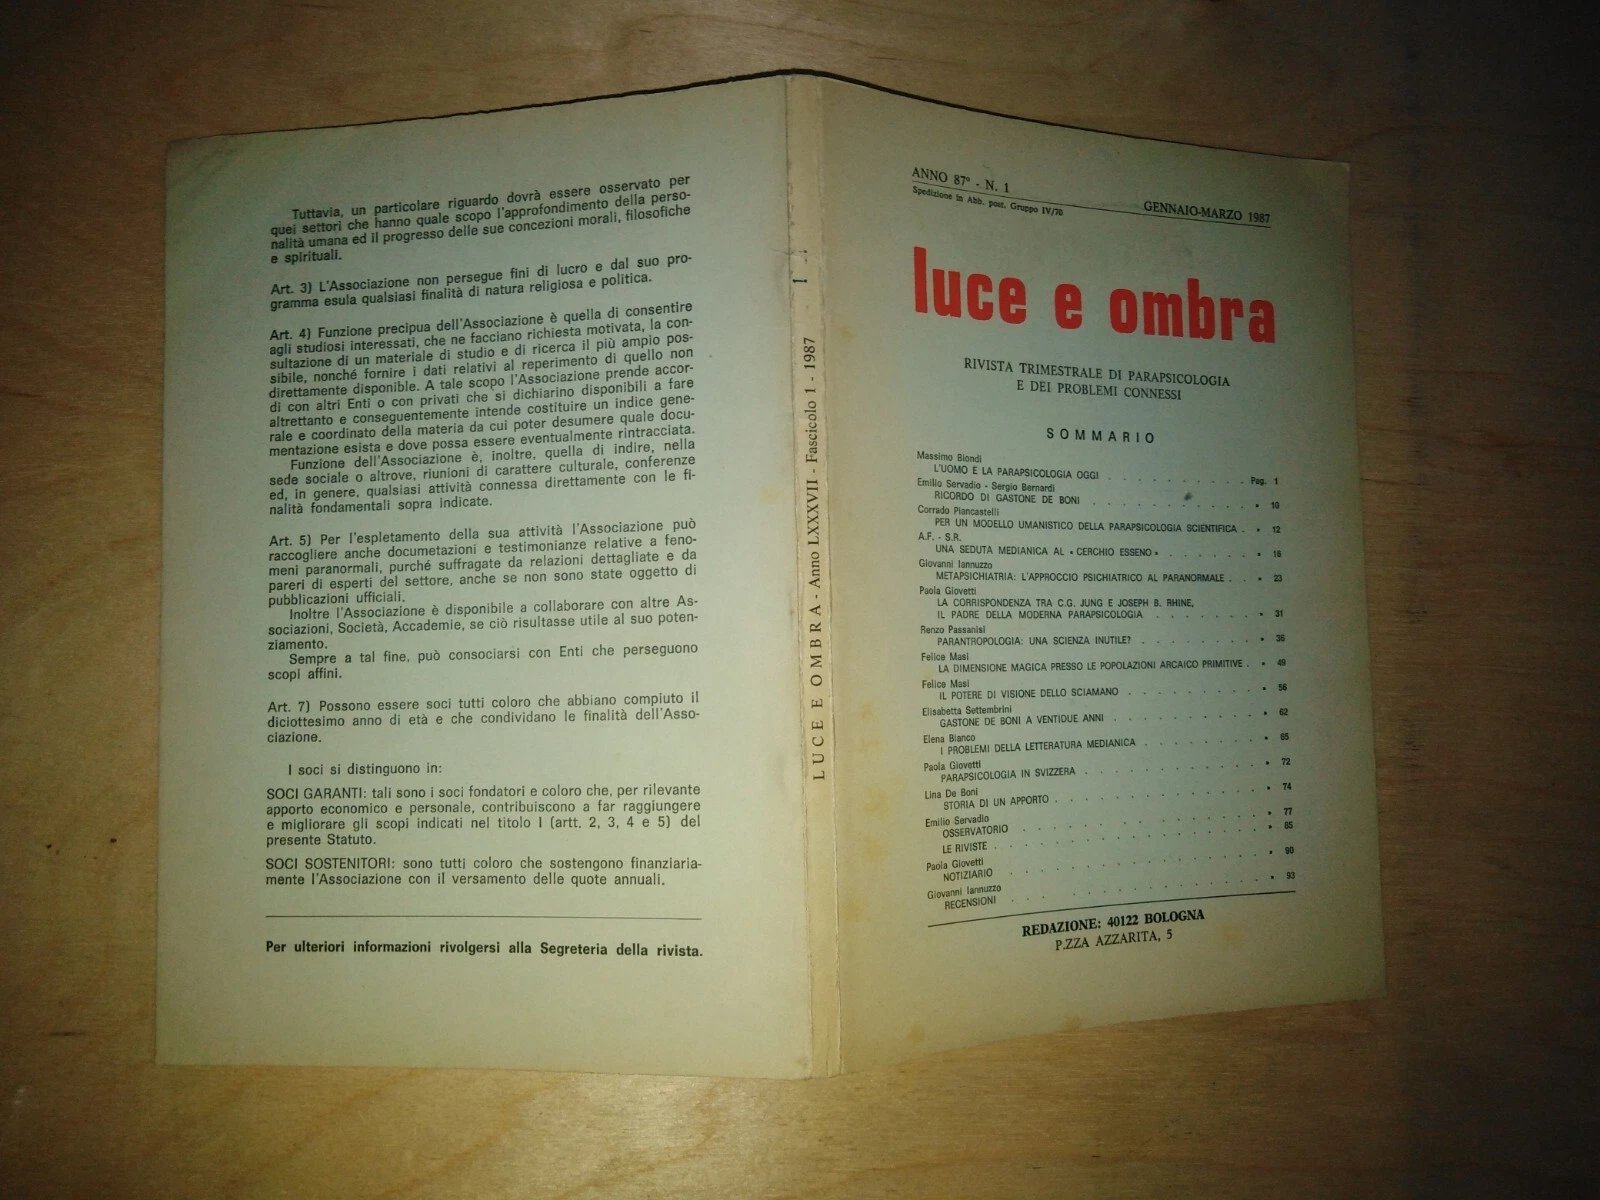 Tuttavia, un particolare riguardo dovrà essere osservato per
quei settori che hanno quale scopo l'approfondimento della perso-
nalità umana ed il progresso delle sue concezioni morali, filosofiche
e spirituali.
Art. 3) L'Associazione non persegue fini di lucro e dal suo pro-
gramma esula qualsiasi finalità di natura religiosa e politica.
Art. 4) Funzione precipua dell'Associazione è quella di consentire
agli studiosi interessati, che ne facciano richiesta motivata, la con-
sultazione di un materiale di studio e di ricerca il più ampio pos-
sibile, nonché fornire i dati relativi al reperimento di quello non
direttamente disponibile. A tale scopo l'Associazione prende accor-
di con altri Enti o con privati che si dichiarino disponibili a fare
altrettanto e conseguentemente intende costituire un indice gene-
rale e coordinato della materia da cui poter desumere quale docu-
mentazione esista e dove possa essere eventualmente rintracciata.
Funzione dell'Associazione è, inoltre, quella di indire, nella
sede sociale o altrove, riunioni di carattere culturale, conferenze
ed, in genere, qualsiasi attività connessa direttamente con le fi-
nalità fondamentali sopra indicate.
Art. 5) Per l'espletamento della sua attività l'Associazione può
raccogliere anche documetazioni e testimonianze relative a feno-
meni paranormali, purché suffragate da relazioni dettagliate e da
pareri di esperti del settore, anche se non sono state oggetto di
pubblicazioni ufficiali.
Inoltre l'Associazione è disponibile a collaborare con altre As-
sociazioni, Società, Accademie, se ciò risultasse utile al suo poten-
ziamento.
Sempre a tal fine, può consociarsi con Enti che perseguono
scopi affini.
Art. 7) Possono essere soci tutti coloro che abbiano compiuto il
diciottesimo anno di età e che condividano le finalità dell'Asso-
ciazione.
I soci si distinguono in:
SOCI GARANTI: tali sono i soci fondatori e coloro che, per rilevante
apporto economico e personale, contribuiscono a far raggiungere
e migliorare gli scopi indicati nel titolo I (artt. 2, 3, 4 e 5) del
presente Statuto.
SOCI SOSTENITORI: sono tutti coloro che sostengono finanziaria-
mente l'Associazione con il versamento delle quote annuali.
Per ulteriori informazioni rivolgersi alla Segreteria della rivista.
LUCE E OMBRA - Anno LXXXVII - Fascicolo 1 - 1987 1
ANNO 87° - N. 1
Spedizione in Abb. post. Gruppo IV/70
GENNAIO-MARZO 1987
luce e ombra
RIVISTA TRIMESTRALE DI PARAPSICOLOGIA
E DEI PROBLEMI CONNESSI
SOMMARIO
Massimo Biondi
L'UOMO E LA PARAPSICOLOGIA OGGI . . . . . . . . . . Pag. 1
Emilio Servadio - Sergio Bernardi
RICORDO DI GASTONE DE BONI . . . . . . . . . . . » 10
Corrado Piancastelli
PER UN MODELLO UMANISTICO DELLA PARAPSICOLOGIA SCIENTIFICA . » 12
A.F. - S.R.
UNA SEDUTA MEDIANICA AL « CERCHIO ESSENO » . . . . . . . » 16
Giovanni Iannuzzo
METAPSICHIATRIA: L'APPROCCIO PSICHIATRICO AL PARANORMALE . . » 23
Paola Giovetti
LA CORRISPONDENZA TRA C.G. JUNG E JOSEPH B. RHINE,
IL PADRE DELLA MODERNA PARAPSICOLOGIA . . . . . . . » 31
Renzo Passanisi
PARANTROPOLOGIA: UNA SCIENZA INUTILE? . . . . . . . . . » 36
Felice Masi
LA DIMENSIONE MAGICA PRESSO LE POPOLAZIONI ARCAICO PRIMITIVE . » 49
Felice Masi
IL POTERE DI VISIONE DELLO SCIAMANO . . . . . . . . . . » 56
Elisabetta Settembrini
GASTONE DE BONI A VENTIDUE ANNI . . . . . . . . . . . » 62
Elena Bianco
I PROBLEMI DELLA LETTERATURA MEDIANICA . . . . . . . . . » 65
Paola Giovetti
PARAPSICOLOGIA IN SVIZZERA . . . . . . . . . . . . . » 72
Lina De Boni
STORIA DI UN APPORTO . . . . . . . . . . . . . . . » 74
Emilio Servadio
OSSERVATORIO . . . . . . . . . . . . . . . . . » 77
LE RIVISTE . . . . . . . . . . . . . . . . . . » 85
Paola Giovetti
NOTIZIARIO . . . . . . . . . . . . . . . . . . » 90
Giovanni Iannuzzo
RECENSIONI . . . . . . . . . . . . . . . . . . » 93
REDAZIONE: 40122 BOLOGNA
P.ZZA AZZARITA, 5